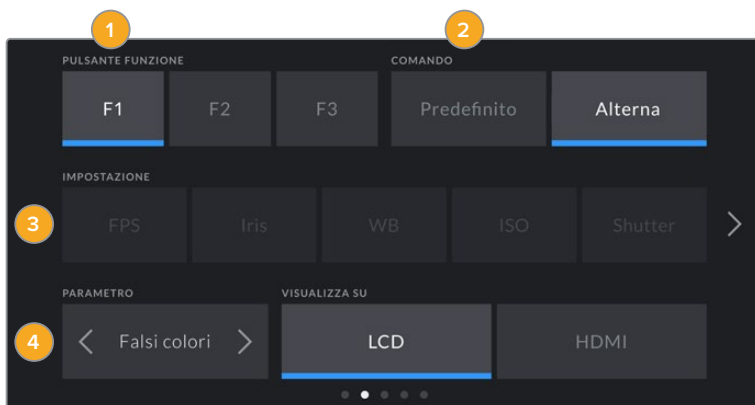 1 2
PULSANTE FUNZIONE COMANDO
F1 F2 F3 Predefinito Alterna
IMPOSTAZIONE
3 FPS Iris WB ISO Shutter
PARAMETRO VISUALIZZA SU
4 Falsi colori LCD HDMI